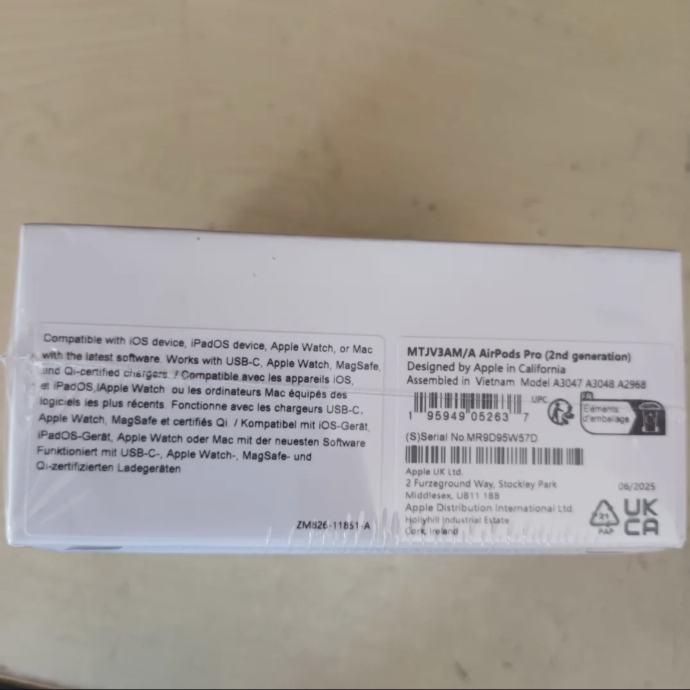 Compatible with iOS device, iPadOS device, Apple Watch, or Mac
with the latest software. Works with USB-C, Apple Watch, MagSafe,
and Qi-certified chargers. / Compatible avec les appareils iOS,
et iPadOS,lApple Watch ou les ordinateurs Mac équipés des
logiciels les plus récents. Fonctionne avec les chargeurs USB-C,
Apple Watch, MagSafe et certifiés Qi / Kompatibel mit iOS-Gerät,
iPadOS-Gerät, Apple Watch oder Mac mit der neuesten Software
Funktioniert mit USB-C-, Apple Watch-, MagSafe- und
Qi-zertifizierten Ladegeräten
ZM826-11851-A
MTJV3AM/A AirPods Pro (2nd generation)
Designed by Apple in California
Assembled in Vietnam Model A3047 A3048 A2968
UPC
1 95949 05263 7
FR
Éléments
d'emballage
(S)Serial No.MR9D95W57D
Apple UK Ltd.
2 Furzeground Way, Stockley Park
Middlesex, UB11 1BB
Apple Distribution International Ltd.
Hollyhill Industrial Estate
Cork, Ireland
06/2025
21
PAP
UK
CA